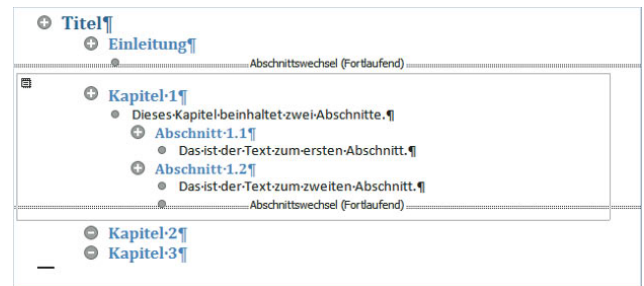 Titel¶
Einleitung¶
Abschnittswechsel (Fortlaufend)
Kapitel·1¶
Dieses·Kapitel·beinhaltet·zwei·Abschnitte.¶
Abschnitt·1.1¶
Das·ist·der·Text·zum·ersten·Abschnitt.¶
Abschnitt·1.2¶
Das·ist·der·Text·zum·zweiten·Abschnitt.¶
Abschnittswechsel (Fortlaufend)
Kapitel·2¶
Kapitel·3¶